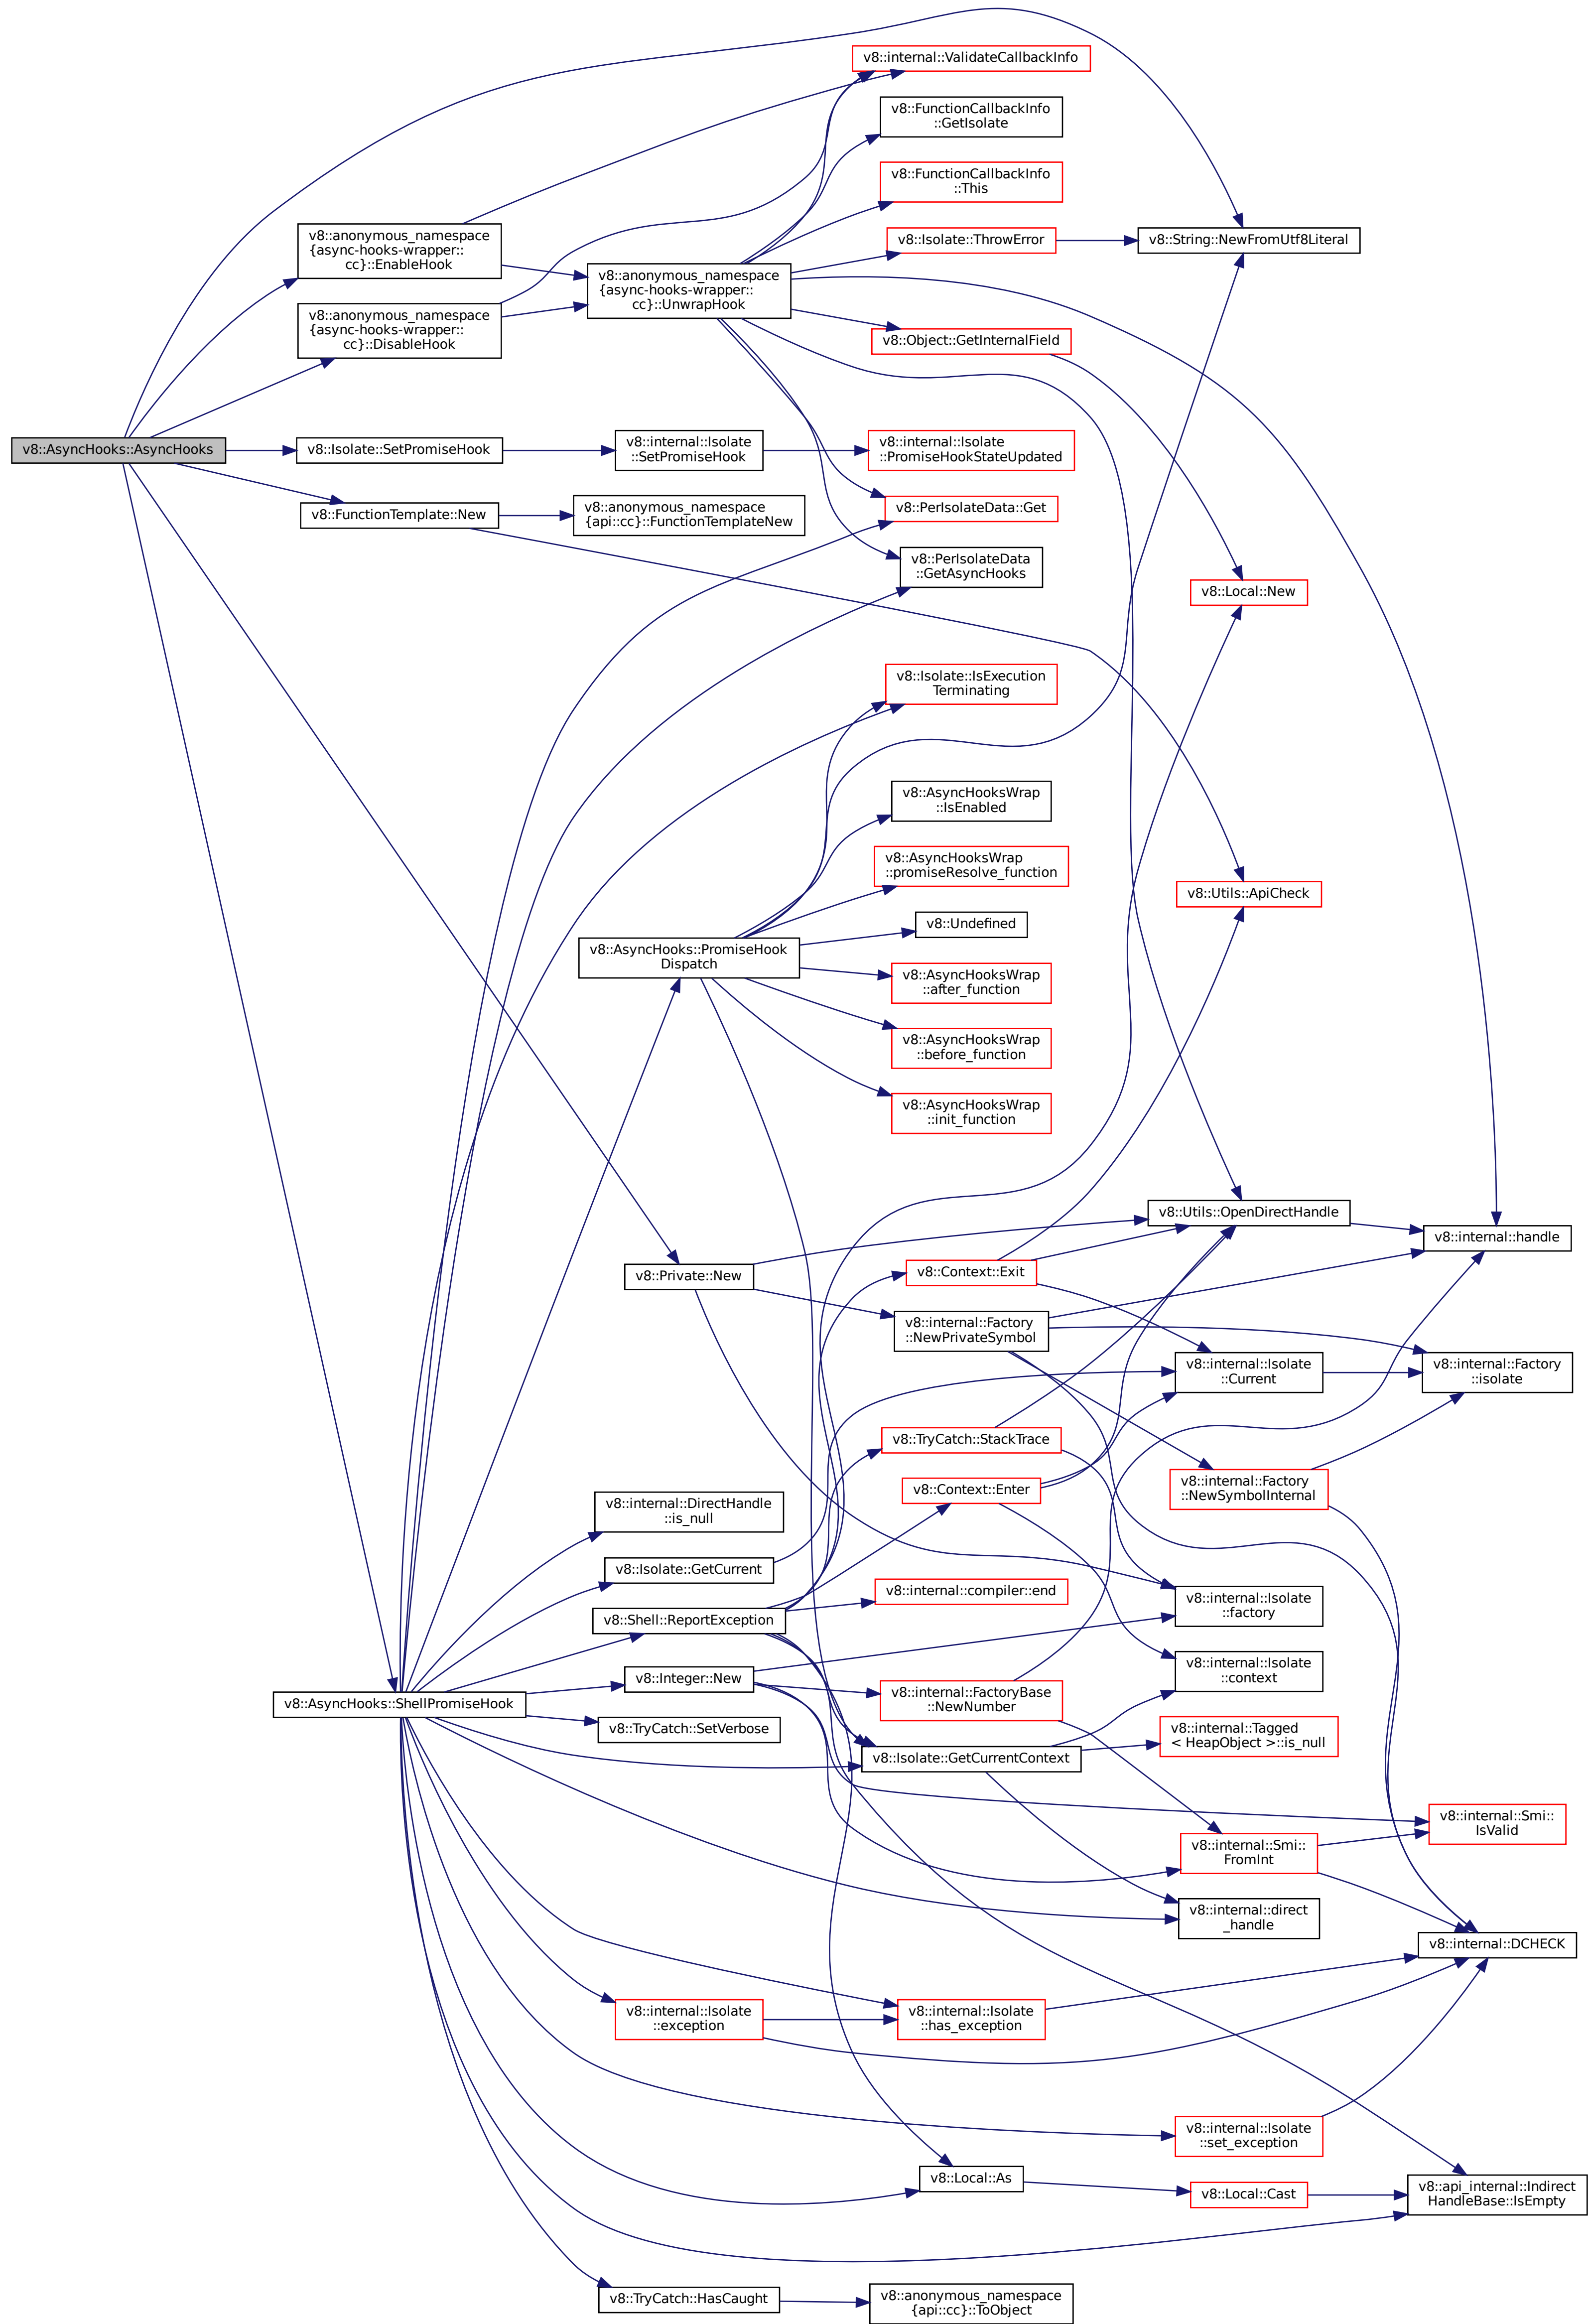 v8::internal::ValidateCallbackInfo
v8::FunctionCallbackInfo
::GetIsolate
v8::FunctionCallbackInfo
::This
v8::anonymous_namespace
{async-hooks-wrapper::
cc}::EnableHook
v8::Isolate::ThrowError
v8::String::NewFromUtf8Literal
v8::anonymous_namespace
{async-hooks-wrapper::
cc}::UnwrapHook
v8::anonymous_namespace
{async-hooks-wrapper::
cc}::DisableHook
v8::Object::GetInternalField
v8::AsyncHooks::AsyncHooks
v8::Isolate::SetPromiseHook
v8::internal::Isolate
::SetPromiseHook
v8::internal::Isolate
::PromiseHookStateUpdated
v8::FunctionTemplate::New
v8::anonymous_namespace
{api::cc}::FunctionTemplateNew
v8::PerIsolateData::Get
v8::PerIsolateData
::GetAsyncHooks
v8::Local::New
v8::Isolate::IsExecution
Terminating
v8::AsyncHooksWrap
::IsEnabled
v8::AsyncHooksWrap
::promiseResolve_function
v8::Utils::ApiCheck
v8::Undefined
v8::AsyncHooks::PromiseHook
Dispatch
v8::AsyncHooksWrap
::after_function
v8::AsyncHooksWrap
::before_function
v8::AsyncHooksWrap
::init_function
v8::Utils::OpenDirectHandle
v8::internal::handle
v8::Private::New
v8::Context::Exit
v8::internal::Factory
::NewPrivateSymbol
v8::internal::Isolate
::Current
v8::internal::Factory
::isolate
v8::TryCatch::StackTrace
v8::Context::Enter
v8::internal::Factory
::NewSymbolInternal
v8::internal::DirectHandle
::is_null
v8::Isolate::GetCurrent
v8::internal::compiler::end
v8::internal::Isolate
::factory
v8::Shell::ReportException
v8::internal::Isolate
::context
v8::Integer::New
v8::AsyncHooks::ShellPromiseHook
v8::internal::FactoryBase
::NewNumber
v8::TryCatch::SetVerbose
v8::internal::Tagged
< HeapObject >::is_null
v8::Isolate::GetCurrentContext
v8::internal::Smi::
IsValid
v8::internal::Smi::
FromInt
v8::internal::direct
_handle
v8::internal::DCHECK
v8::internal::Isolate
::exception
v8::internal::Isolate
::has_exception
v8::internal::Isolate
::set_exception
v8::Local::As
v8::Local::Cast
v8::api_internal::Indirect
HandleBase::IsEmpty
v8::TryCatch::HasCaught
v8::anonymous_namespace
{api::cc}::ToObject